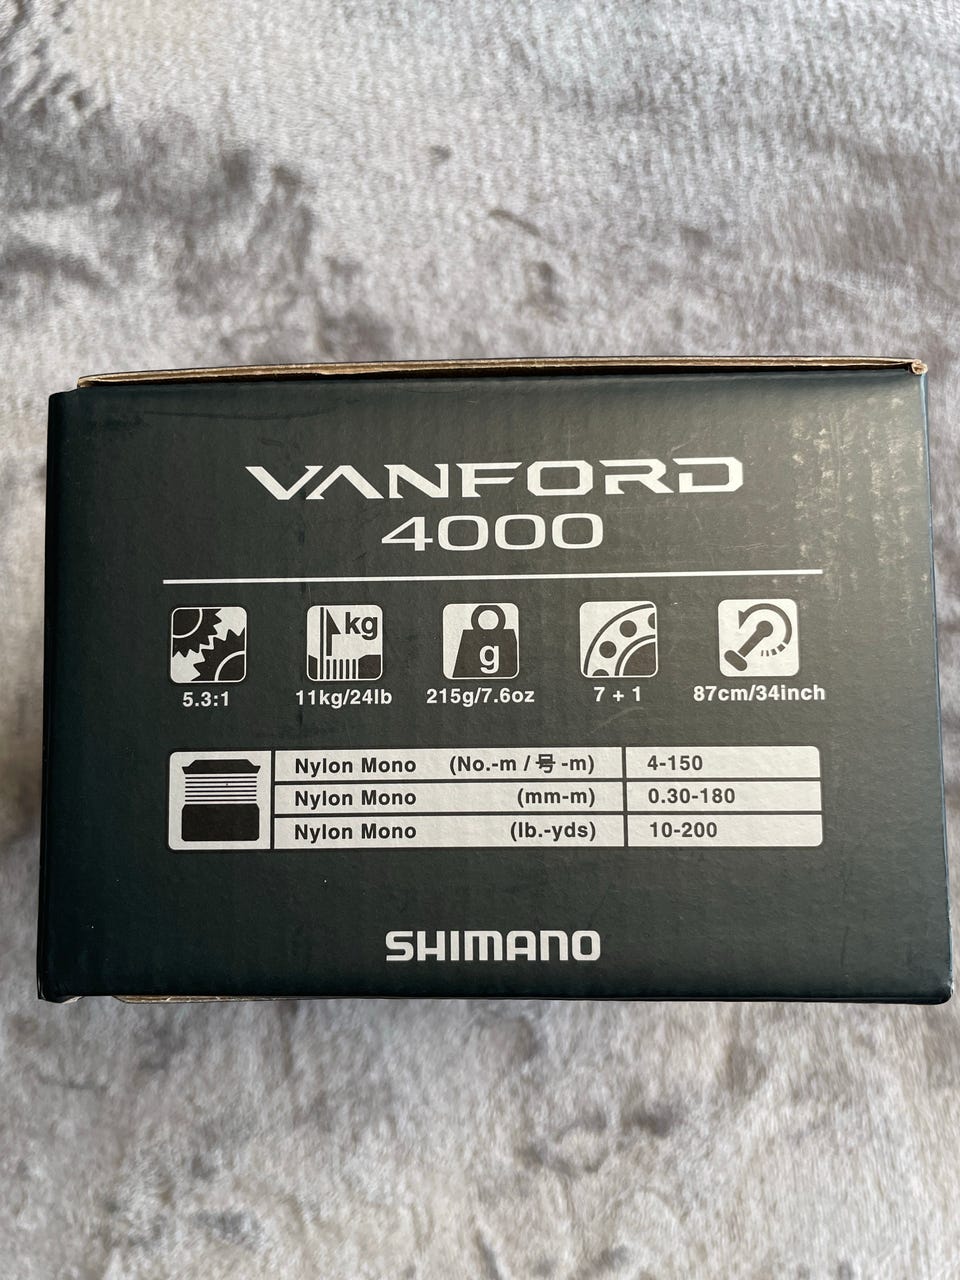 VANFORD
4000
kg
g
5.3:1 11kg/24lb 215g/7.6oz 7 + 1 87cm/34inch
Nylon Mono (No.-m / 号 -m) 4-150
Nylon Mono (mm-m) 0.30-180
Nylon Mono (lb.-yds) 10-200
SHIMANO